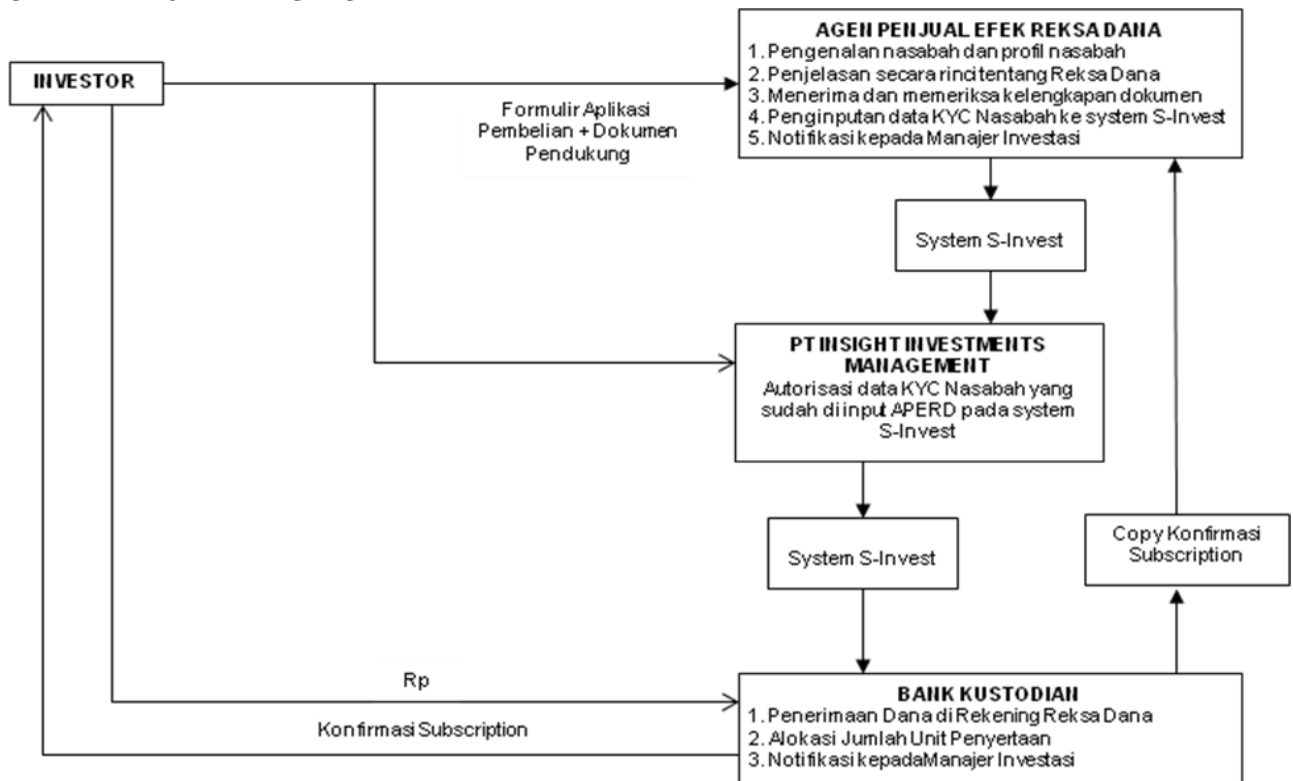 AGEN PENJUAL EFEK REKSA DANA
1. Pengenalan nasabah dan profil nasabah
2. Penjelasan secara rinci tentang Reksa Dana
3. Menerima dan memeriksa kelengkapan dokumen
4. Penginputan data KYC Nasabah ke system S-Invest
5. Notifikasi kepada Manajer Investasi
INVESTOR
Formulir Aplikasi
Pembelian + Dokumen
Pendukung
System S-Invest
PT INSIGHT INVESTMENTS
MANAGEMENT
Autorisasi data KYC Nasabah yang
sudah di input APERD pada system
S-Invest
System S-Invest
Copy Konfirmasi
Subscription
Rp
Konfirmasi Subscription
BANK KUSTODIAN
1. Penerimaan Dana di Rekening Reksa Dana
2. Alokasi Jumlah Unit Penyertaan
3. Notifikasi kepadaManajer Investasi